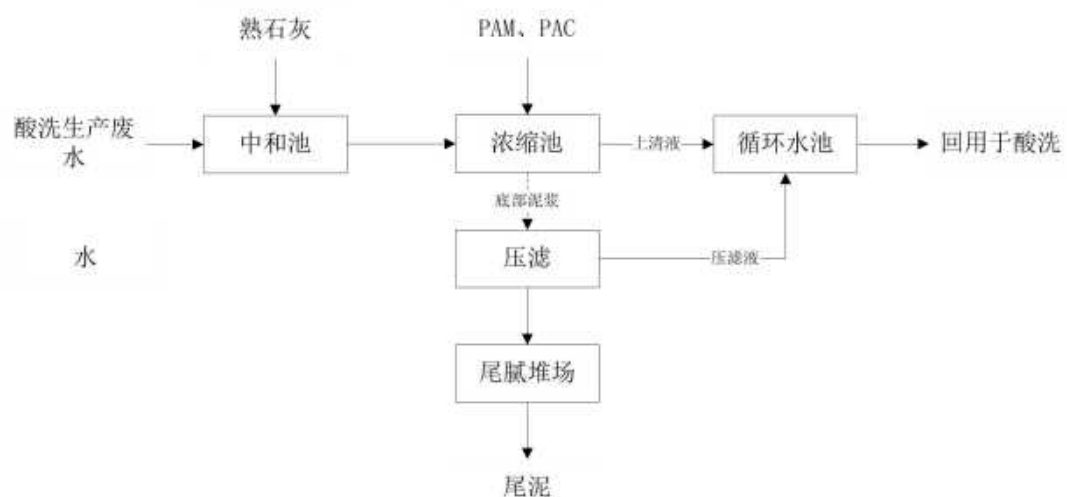 熟石灰
PAM、PAC
酸洗生产废
水
中和池
浓缩池
上清液
循环水池
回用于酸洗
底部泥浆
水
压滤
压滤液
尾腻堆场
尾泥